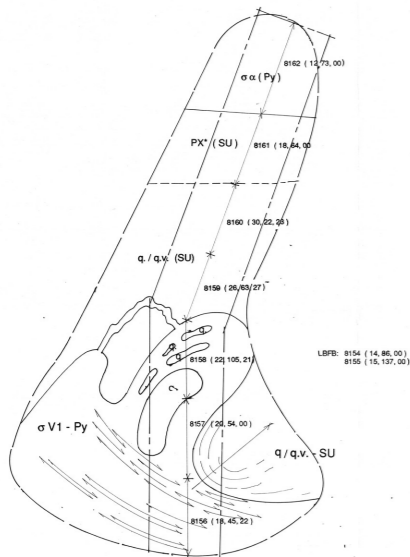 8162 ( 12, 73, 00)
σ α ( Py )
8161 ( 18, 64, 00
PX* ( SU )
8160 ( 30, 22, 23)
q. / q.v. (SU)
8159 ( 26, 63, 27)
q
q
q
8158 ( 22, 105, 21)
?
LBFB: 8154 ( 14, 86, 00)
8155 ( 15, 137, 00)
8157 ( 20, 54, 00)
σ V1 - Py
q / q.v. - SU
8156 ( 18, 45, 22)